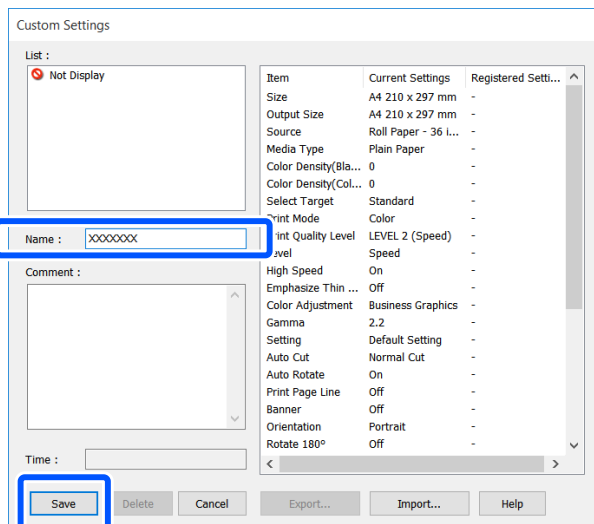 Custom Settings
List :
Not Display
Name : XXXXXXX
Comment :
Time :
Item Current Settings Registered Setti...
Size A4 210 x 297 mm -
Output Size A4 210 x 297 mm -
Source Roll Paper - 36 i... -
Media Type Plain Paper -
Color Density(Bla... 0 -
Color Density(Col... 0 -
Select Target Standard -
Print Mode Color -
Print Quality Level LEVEL 2 (Speed) -
Level Speed -
High Speed On -
Emphasize Thin ... Off -
Color Adjustment Business Graphics -
Gamma 2.2 -
Setting Default Setting -
Auto Cut Normal Cut -
Auto Rotate On -
Print Page Line Off -
Banner Off -
Orientation Portrait -
Rotate 180° Off -
Save Delete Cancel Export... Import... Help